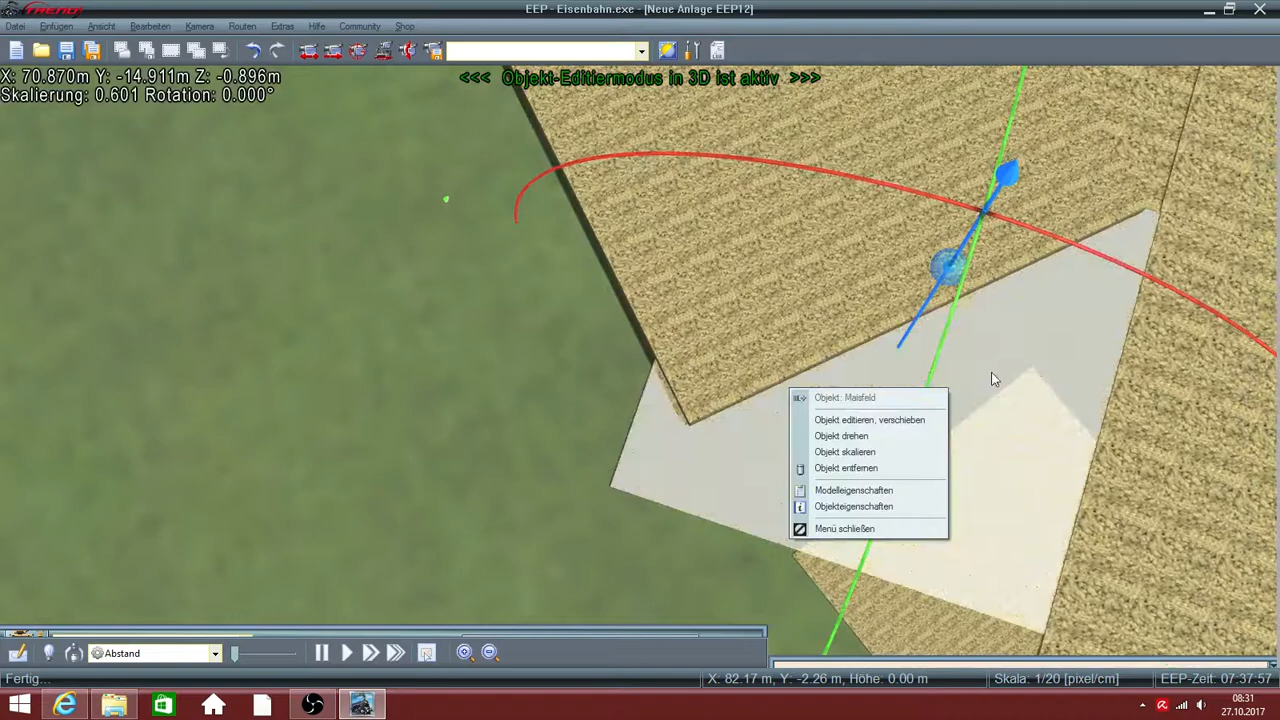 TREND
EEP - Eisenbahn.exe - [Neue Anlage EEP12]
Datei Einfügen Ansicht Bearbeiten Kamera Routen Extras Hilfe Community Shop
X: 70.870m Y: -14.911m Z: -0.896m
<<< Objekt-Editiermodus in 3D ist aktiv >>>
Skalierung: 0.601 Rotation: 0.000°
Objekt: Maisfeld
Objekt editieren, verschieben
Objekt drehen
Objekt skalieren
Objekt entfernen
Modelleigenschaften
Objekteigenschaften
Menü schließen
Abstand
Fertig...
X: 82.17 m, Y: -2.26 m, Höhe: 0.00 m
Skala: 1/20 [pixel/cm]
EEP-Zeit: 07:37:57
08:31
27.10.2017